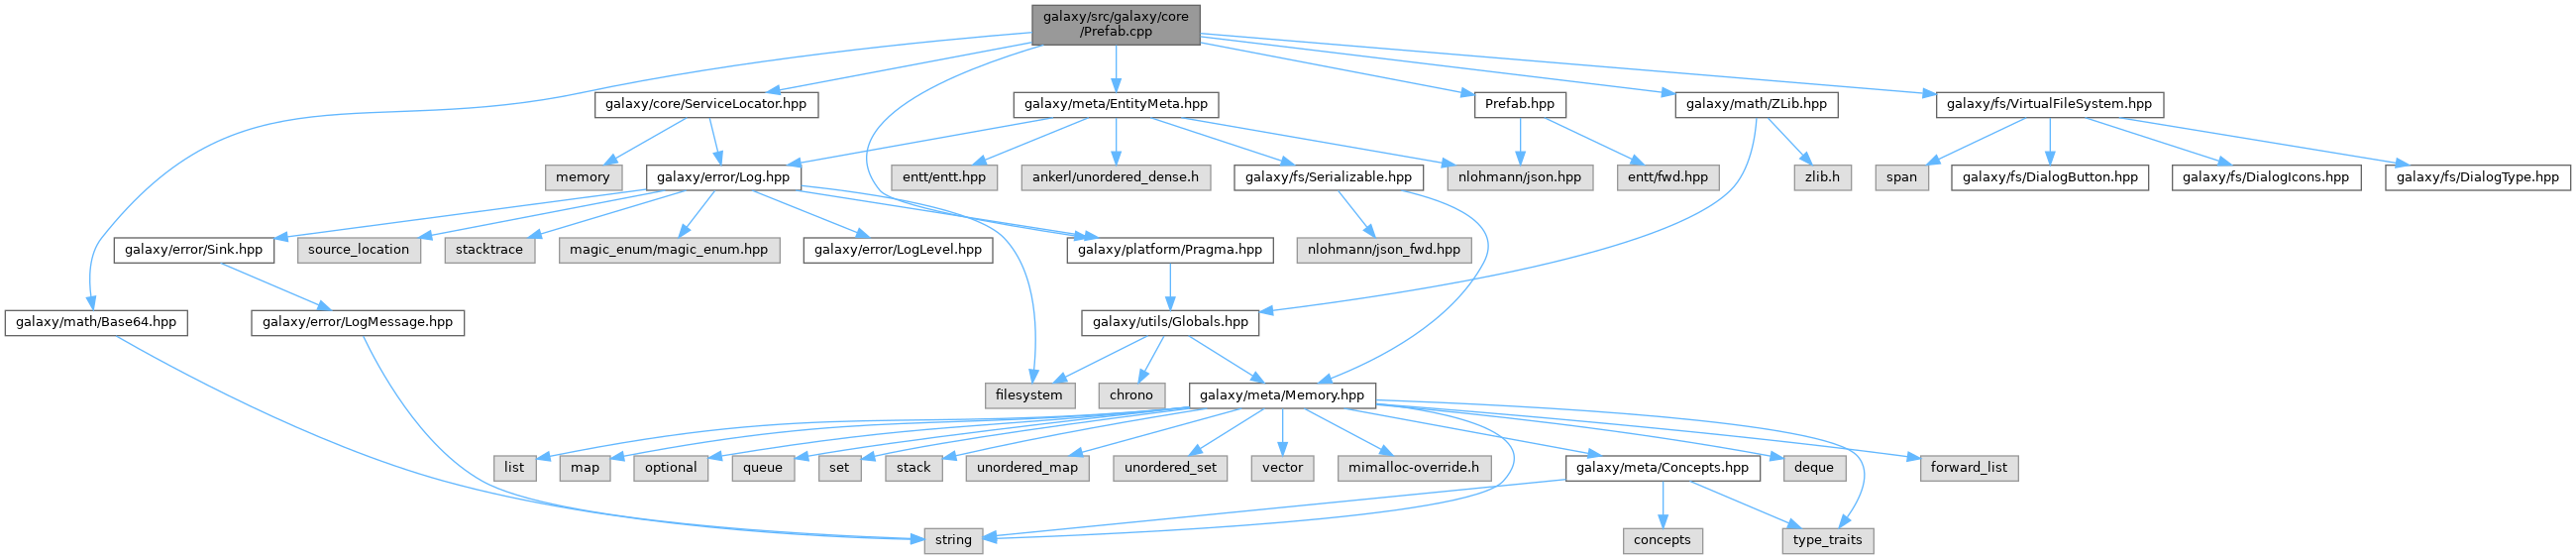 galaxy/src/galaxy/core
/Prefab.cpp
galaxy/core/ServiceLocator.hpp
galaxy/meta/EntityMeta.hpp
Prefab.hpp
galaxy/math/ZLib.hpp
galaxy/fs/VirtualFileSystem.hpp
memory
galaxy/error/Log.hpp
entt/entt.hpp
ankerl/unordered_dense.h
galaxy/fs/Serializable.hpp
nlohmann/json.hpp
entt/fwd.hpp
zlib.h
span
galaxy/fs/DialogButton.hpp
galaxy/fs/DialogIcons.hpp
galaxy/fs/DialogType.hpp
galaxy/error/Sink.hpp
source_location
stacktrace
magic_enum/magic_enum.hpp
galaxy/error/LogLevel.hpp
galaxy/platform/Pragma.hpp
nlohmann/json_fwd.hpp
galaxy/math/Base64.hpp
galaxy/error/LogMessage.hpp
galaxy/utils/Globals.hpp
filesystem
chrono
galaxy/meta/Memory.hpp
list
map
optional
queue
set
stack
unordered_map
unordered_set
vector
mimalloc-override.h
galaxy/meta/Concepts.hpp
deque
forward_list
string
concepts
type_traits